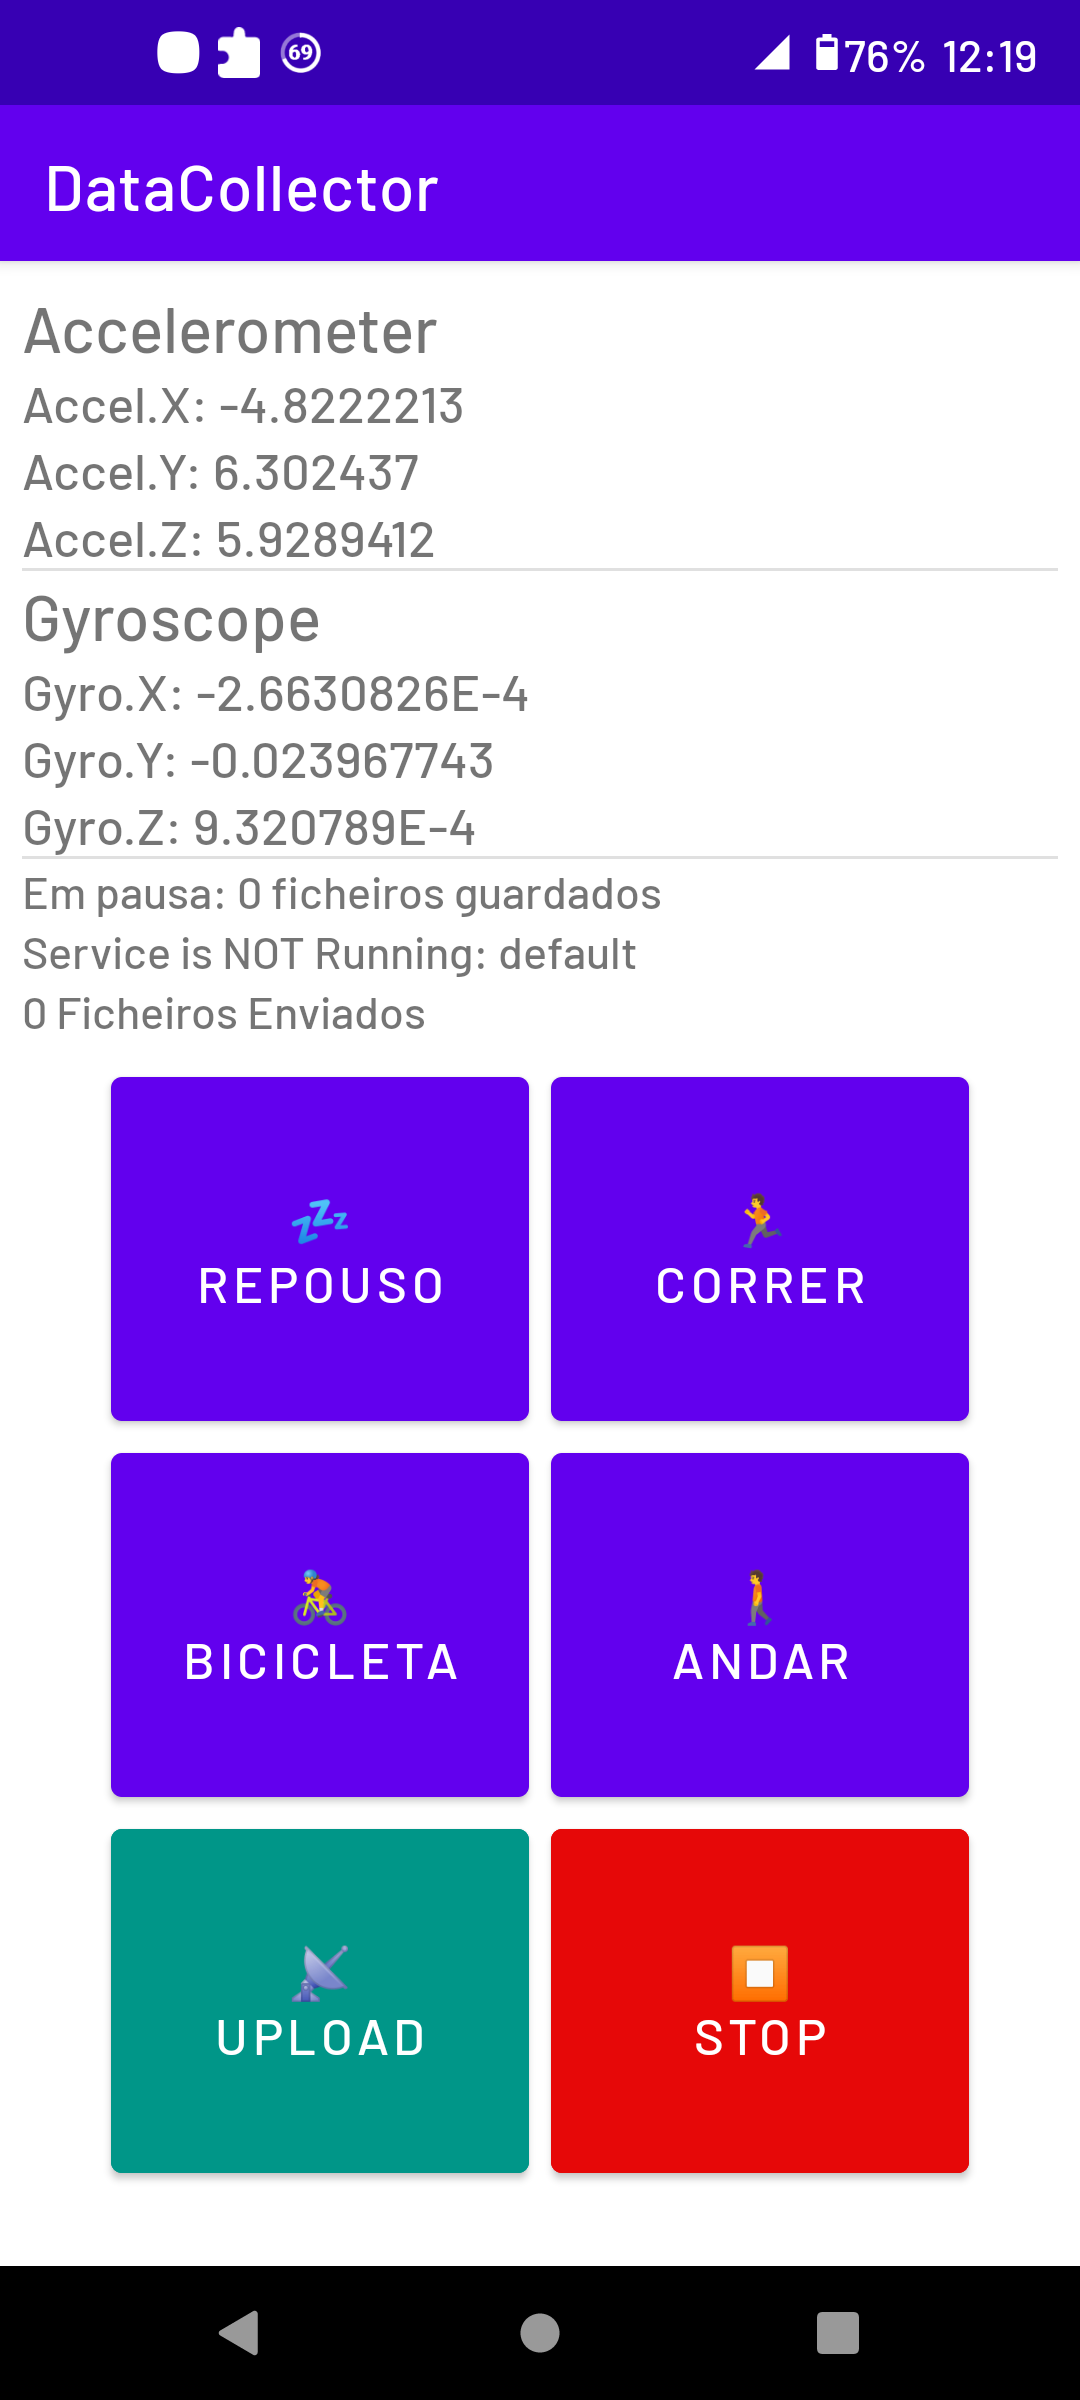 69 76% 12:19
DataCollector
Accelerometer
Accel.X: -4.8222213
Accel.Y: 6.302437
Accel.Z: 5.9289412
Gyroscope
Gyro.X: -2.6630826E-4
Gyro.Y: -0.023967743
Gyro.Z: 9.320789E-4
Em pausa: 0 ficheiros guardados
Service is NOT Running: default
0 Ficheiros Enviados
REPOUSO CORRER
BICICLETA ANDAR
UPLOAD STOP